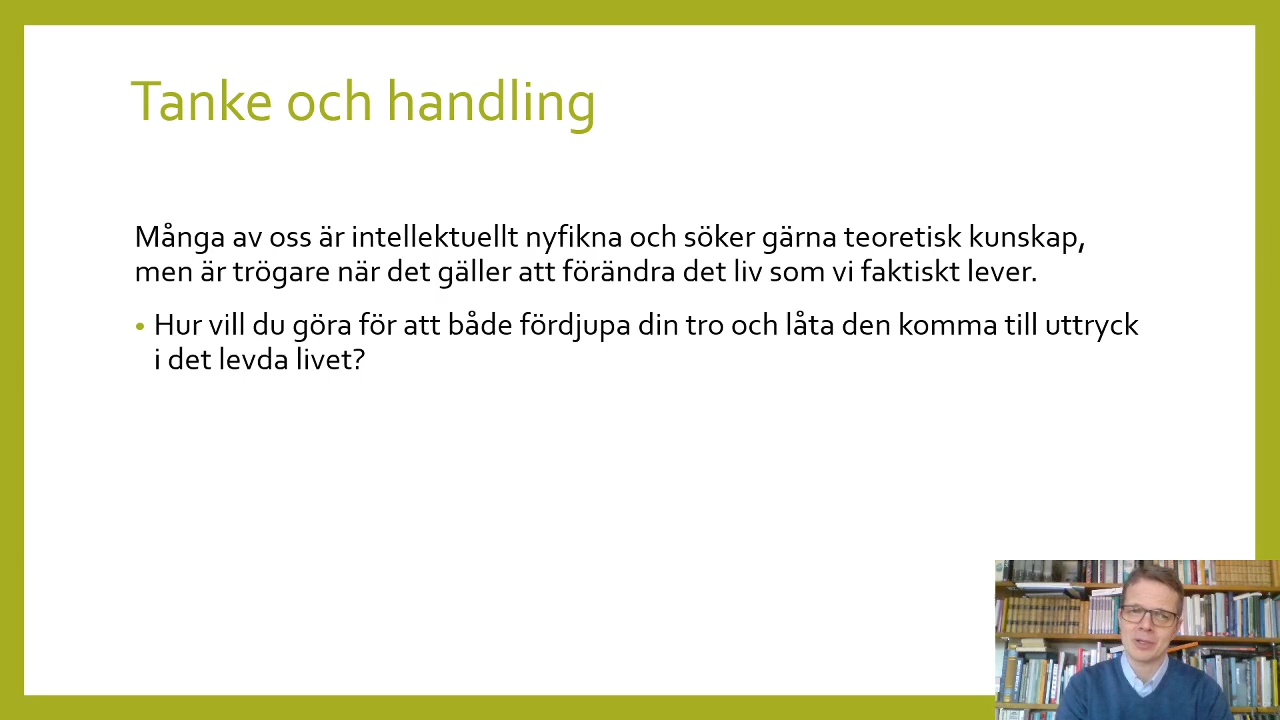 Tanke och handling
Många av oss är intellektuellt nyfikna och söker gärna teoretisk kunskap,
men är trögare när det gäller att förändra det liv som vi faktiskt lever.
• Hur vill du göra för att både fördjupa din tro och låta den komma till uttryck
i det levda livet?